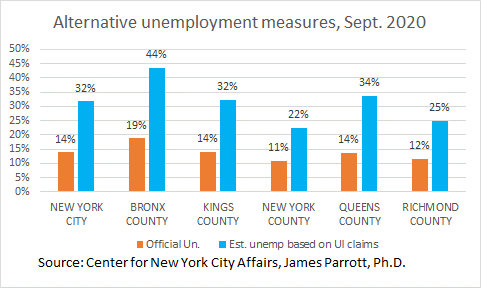 Alternative unemployment measures, Sept. 2020
50%
45%
40%
35%
30%
25%
20%
15%
10%
5%
0%
14%
32%
19%
44%
14%
32%
11%
22%
14%
34%
12%
25%
NEW YORK CITY
BRONX COUNTY
KINGS COUNTY
NEW YORK COUNTY
QUEENS COUNTY
RICHMOND COUNTY
Official Un.
Est. unemp based on UI claims
Source: Center for New York City Affairs, James Parrott, Ph.D.